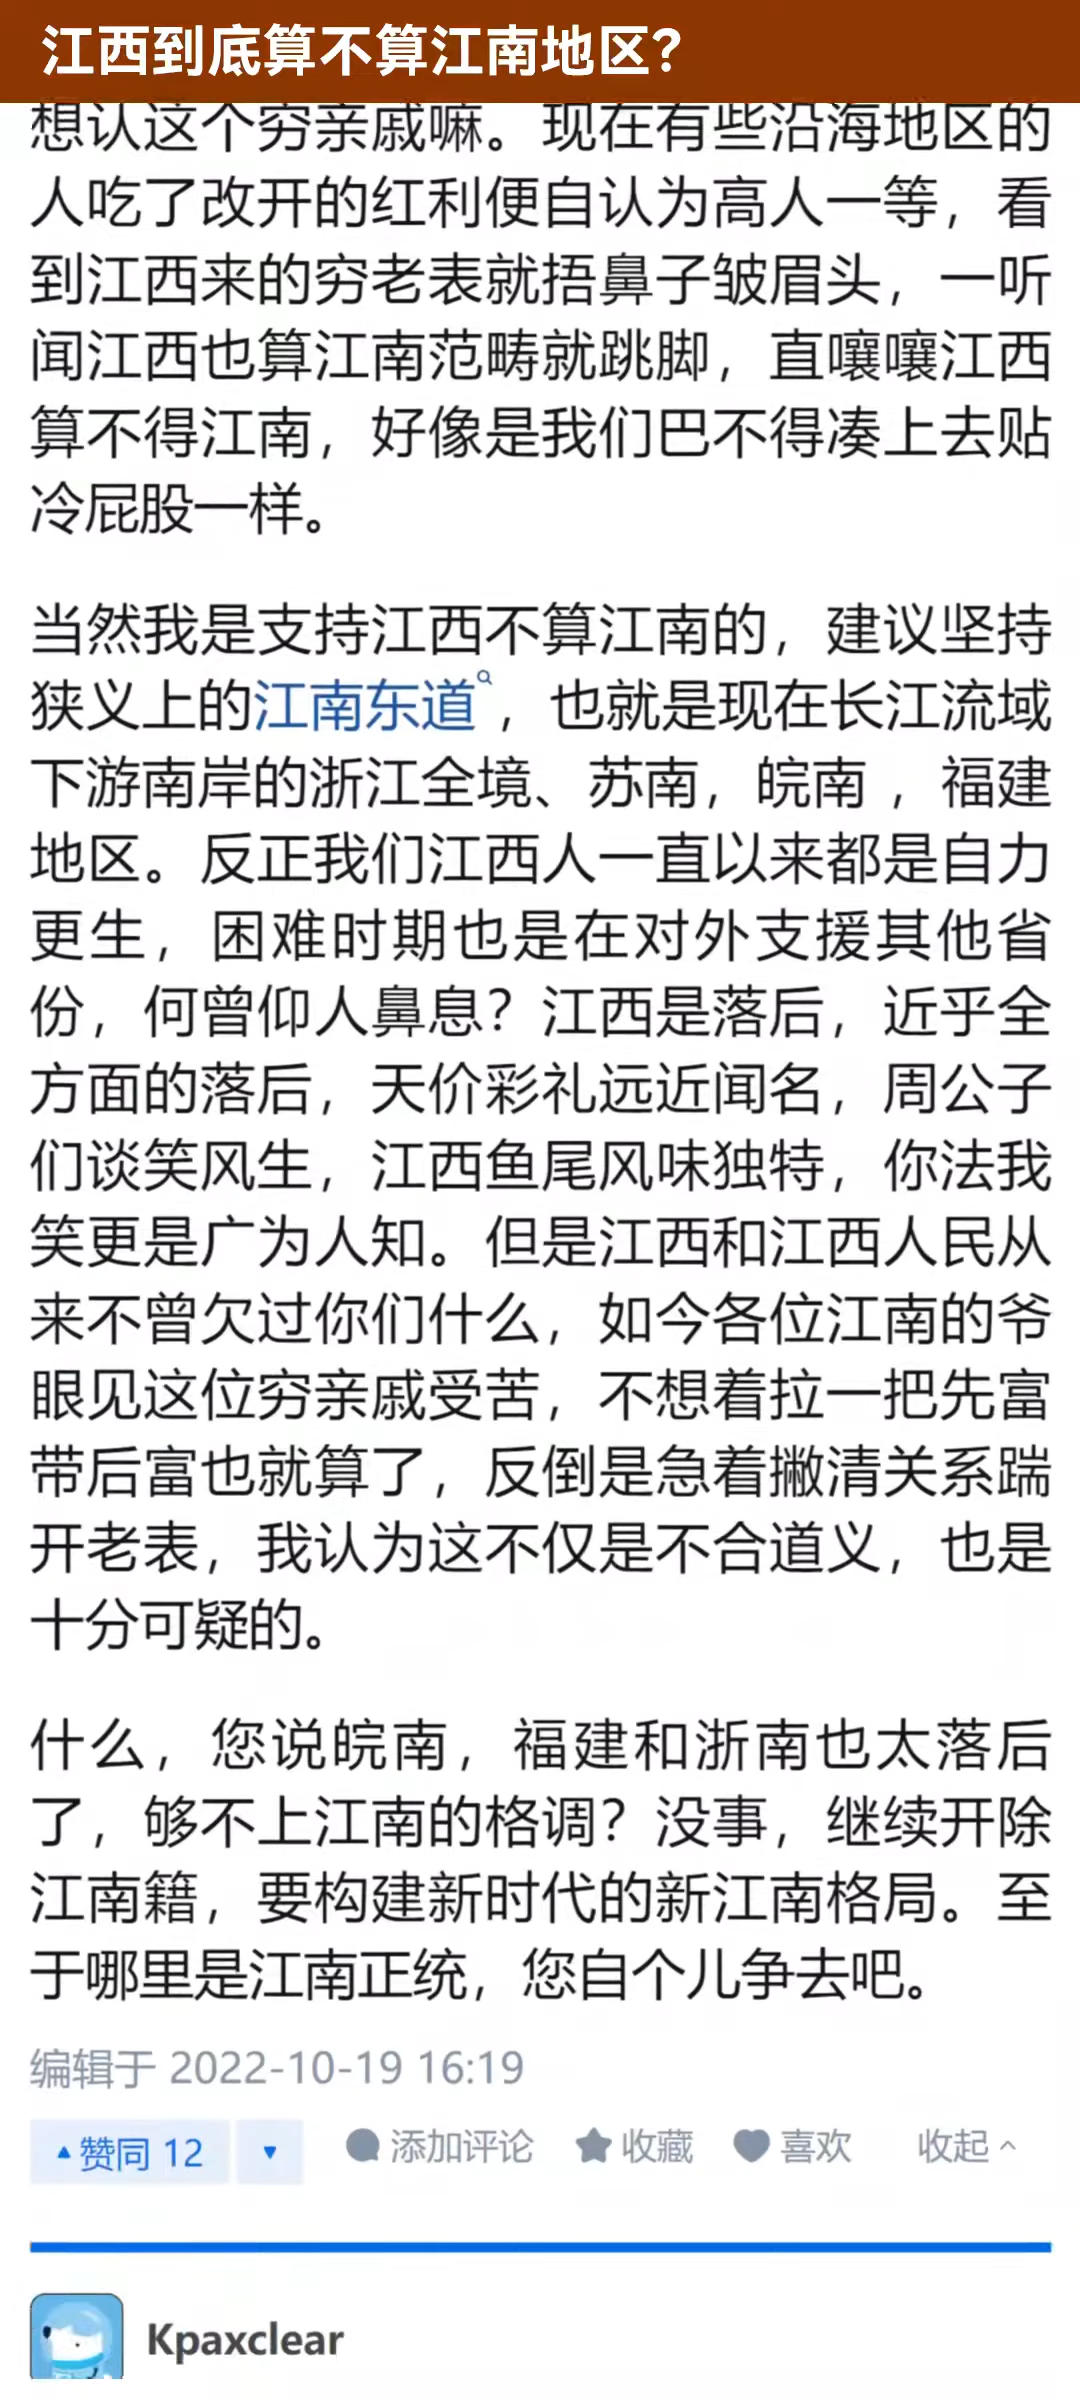 江西到底算不算江南地区?
想认这个穷亲戚嘛。现在有些沿海地区的
人吃了改开的红利便自认为高人一等，看
到江西来的穷老表就捂鼻子皱眉头，一听
闻江西也算江南范畴就跳脚，直嚷嚷江西
算不得江南，好像是我们巴不得凑上去贴
冷屁股一样。
当然我是支持江西不算江南的，建议坚持
狭义上的江南东道，也就是现在长江流域
下游南岸的浙江全境、苏南，皖南，福建
地区。反正我们江西人一直以来都是自力
更生，困难时期也是在对外支援其他省
份，何曾仰人鼻息？江西是落后，近乎全
方面的落后，天价彩礼远近闻名，周公子
们谈笑风生，江西鱼尾风味独特，你法我
笑更是广为人知。但是江西和江西人民从
来不曾欠过你们什么，如今各位江南的爷
眼见这位穷亲戚受苦，不想着拉一把先富
带后富也就算了，反倒是急着撇清关系踹
开老表，我认为这不仅是不合道义，也是
十分可疑的。
什么，您说皖南，福建和浙南也太落后
了，够不上江南的格调？没事，继续开除
江南籍，要构建新时代的新江南格局。至
于哪里是江南正统，您自个儿争去吧。
编辑于 2022-10-19 16:19
赞同 12 添加评论 收藏 喜欢 收起
Kpaxclear